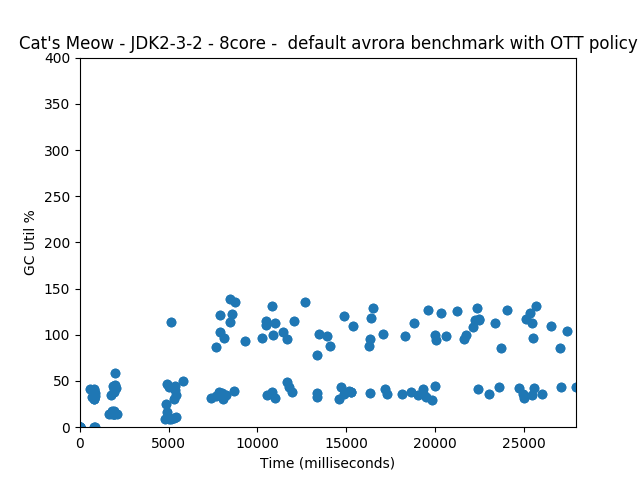 Cat's Meow - JDK2-3-2 - 8core -  default avrora benchmark with OTT policy
400
350
300
250
200
150
100
50
0
GC Util %
0 5000 10000 15000 20000 25000
Time (milliseconds)